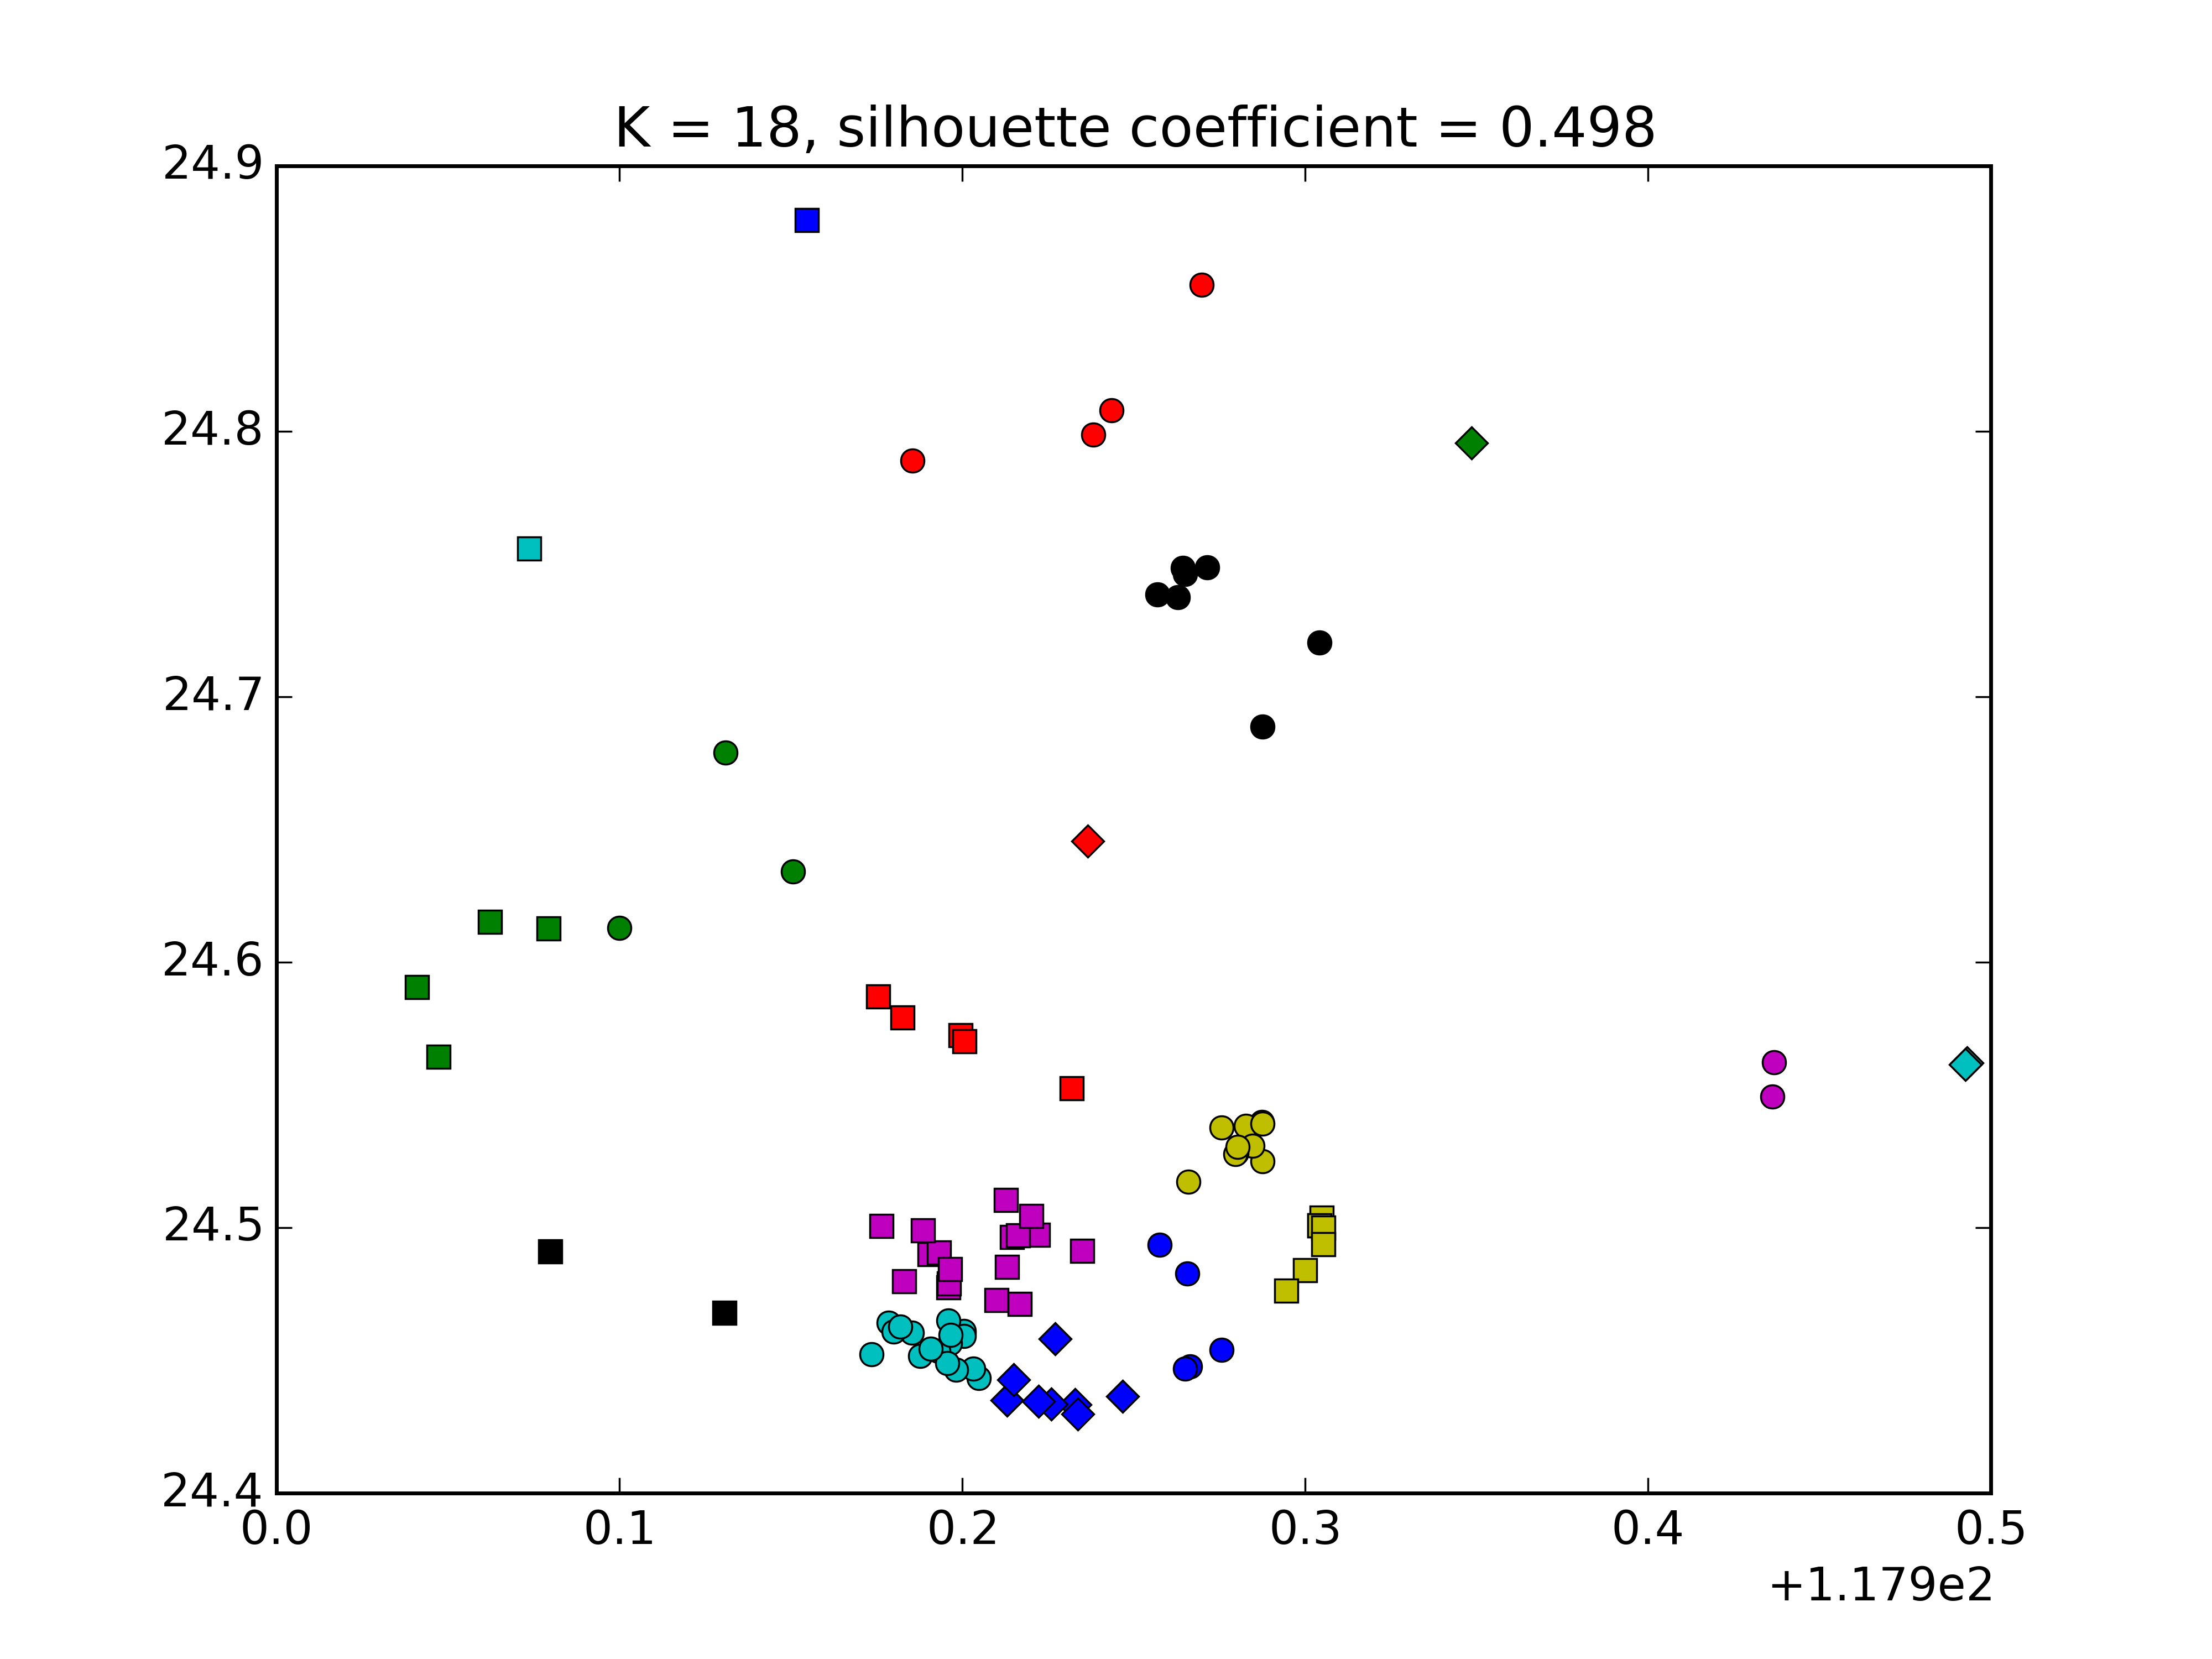 K = 18, silhouette coefficient = 0.498
24.9
24.8
24.7
24.6
24.5
24.4
0.0 0.1 0.2 0.3 0.4 0.5
+1.179e2